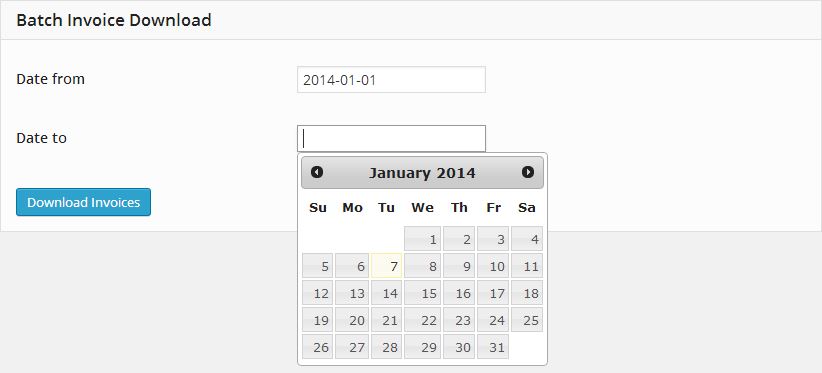 Batch Invoice Download
Date from 2014-01-01
Date to
January 2014
Su Mo Tu We Th Fr Sa
1 2 3 4
5 6 7 8 9 10 11
12 13 14 15 16 17 18
19 20 21 22 23 24 25
26 27 28 29 30 31
Download Invoices